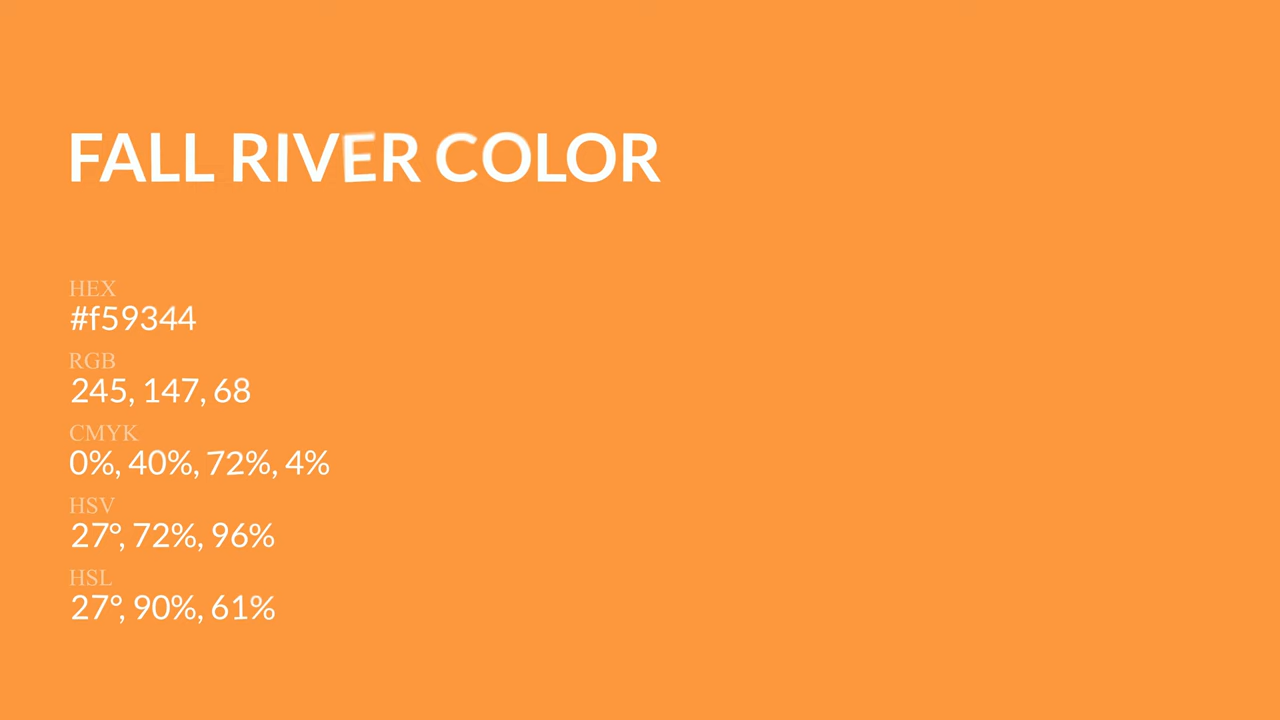 FALL RIVER COLOR
HEX
#f59344
RGB
245, 147, 68
CMYK
0%, 40%, 72%, 4%
HSV
27°, 72%, 96%
HSL
27°, 90%, 61%